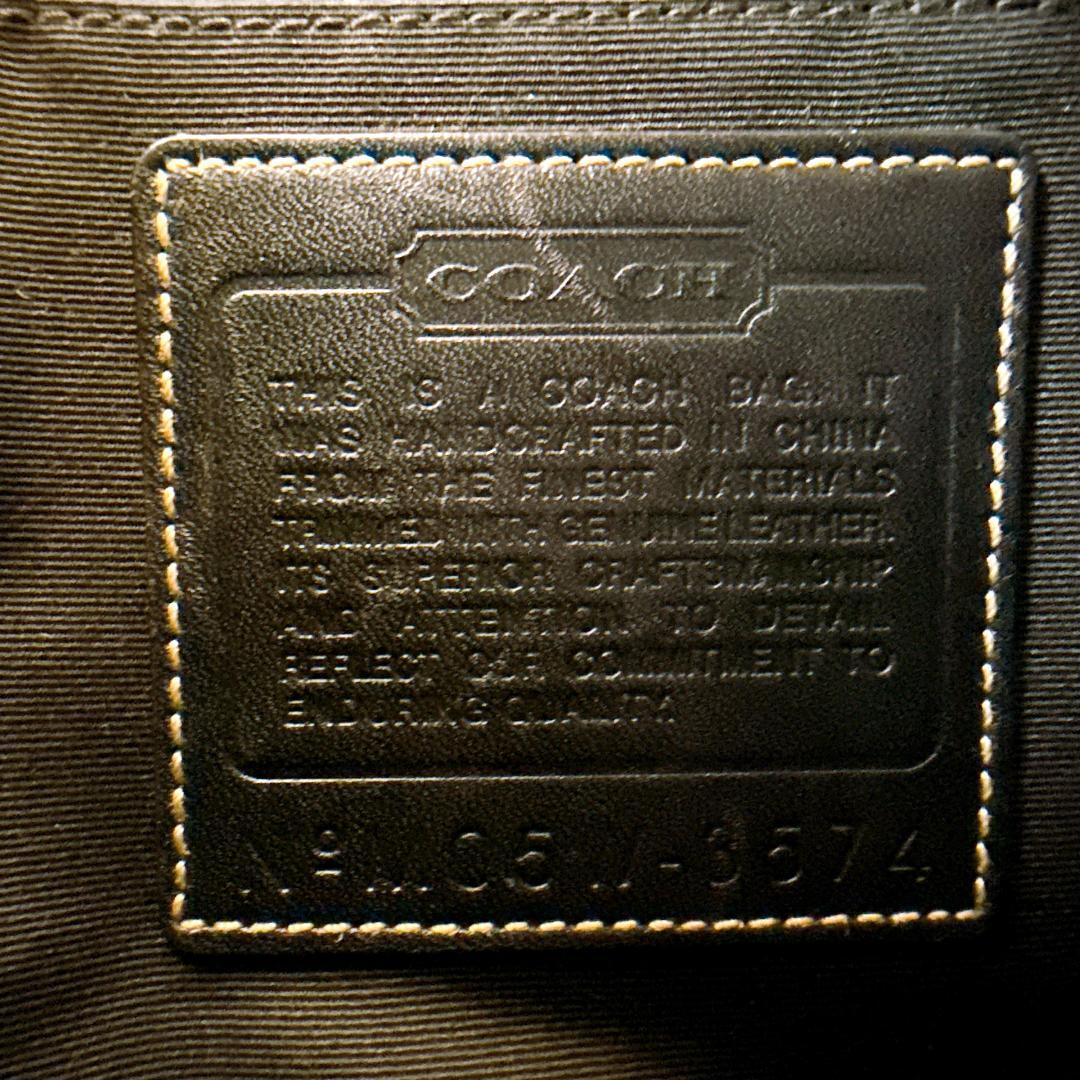 COACH
THIS IS A COACH BAG. IT
WAS HANDCRAFTED IN CHINA
FROM THE FINEST MATERIALS
TRIMMED WITH GENUINE LEATHER.
ITS SUPERIOR CRAFTSMANSHIP
AND ATTENTION TO DETAIL
REFLECT OUR COMMITMENT TO
ENDURING QUALITY.
Nº